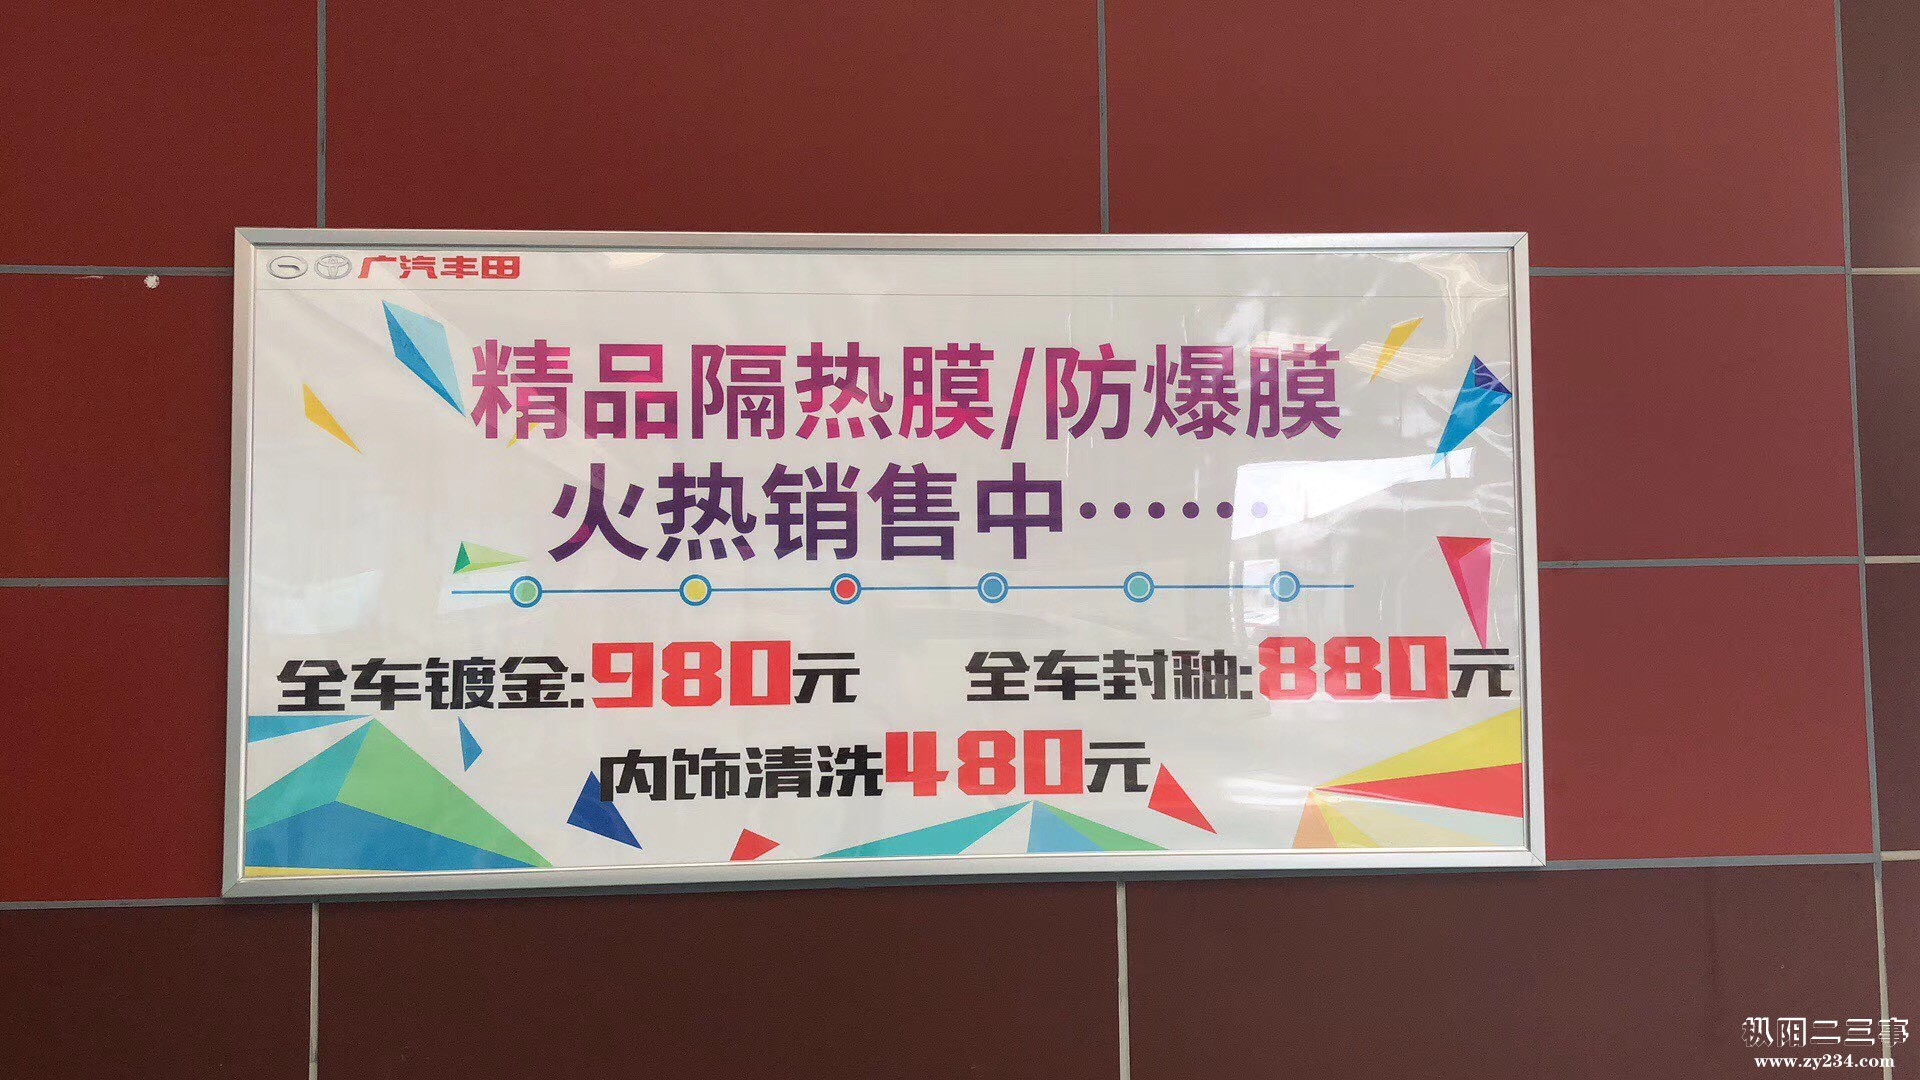 广汽丰田
精品隔热膜/防爆膜
火热销售中……
全车镀金:980元 全车封釉:880元
内饰清洗480元
枞阳二三事
www.zy234.com